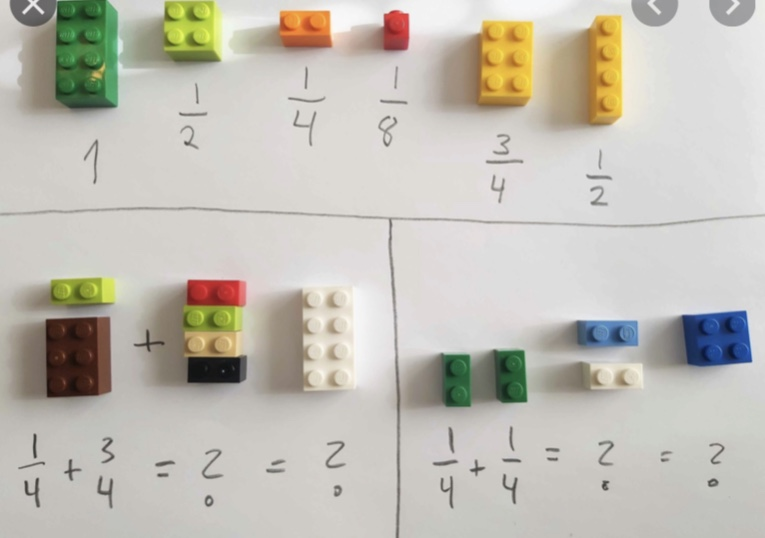 1 1/2 1/4 1/8 3/4 1/2
+
1/4 + 3/4 = ? = ?
1/4 + 1/4 = ? = ?